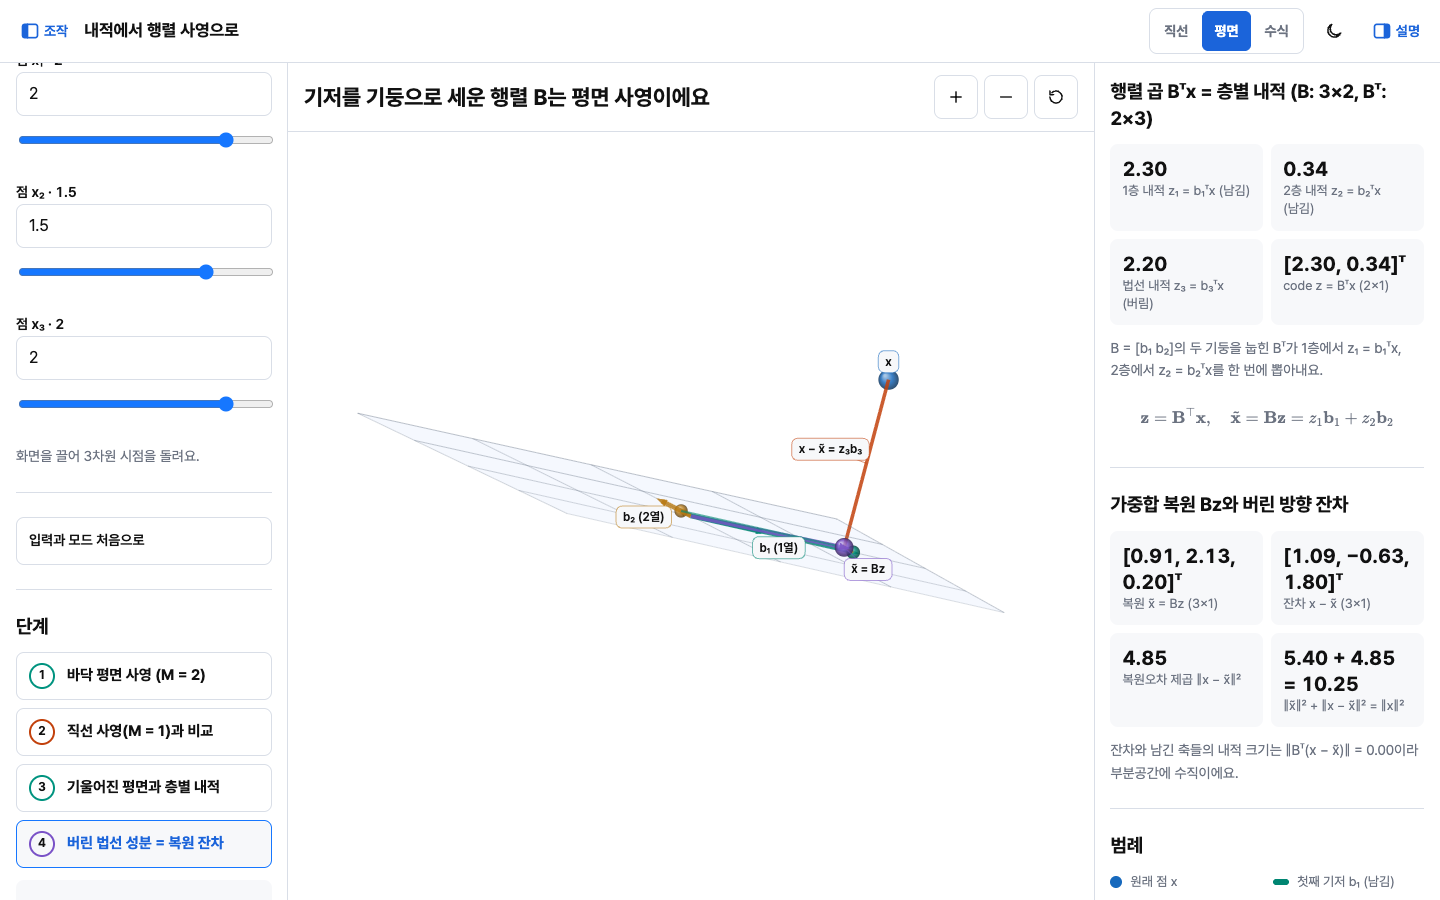 조작
내적에서 행렬 사영으로
직선
평면
수식
설명
2
점 x₂ · 1.5
1.5
점 x₃ · 2
2
화면을 끌어 3차원 시점을 돌려요.
입력과 모드 처음으로
단계
1 바닥 평면 사영 (M = 2)
2 직선 사영(M = 1)과 비교
3 기울어진 평면과 층별 내적
4 버린 법선 성분 = 복원 잔차
기저를 기둥으로 세운 행렬 B는 평면 사영이에요
x
x − x̃ = z₃b₃
b₂ (2열)
b₁ (1열)
x̃ = Bz
행렬 곱 Bᵀx = 층별 내적 (B: 3×2, Bᵀ:
2×3)
2.30
1층 내적 z₁ = b₁ᵀx (남김)
0.34
2층 내적 z₂ = b₂ᵀx
(남김)
2.20
법선 내적 z₃ = b₃ᵀx
(버림)
[2.30, 0.34]ᵀ
code z = Bᵀx (2×1)
B = [b₁ b₂]의 두 기둥을 눕힌 Bᵀ가 1층에서 z₁ = b₁ᵀx,
2층에서 z₂ = b₂ᵀx를 한 번에 뽑아내요.
z = B⊤x, x̃ = Bz = z₁b₁ + z₂b₂
가중합 복원 Bz와 버린 방향 잔차
[0.91, 2.13,
0.20]ᵀ
복원 x̃ = Bz (3×1)
[1.09, −0.63,
1.80]ᵀ
잔차 x − x̃ (3×1)
4.85
복원오차 제곱 ‖x − x̃‖²
5.40 + 4.85
= 10.25
‖x̃‖² + ‖x − x̃‖² = ‖x‖²
잔차와 남긴 축들의 내적 크기는 ‖Bᵀ(x − x̃)‖ = 0.00이라
부분공간에 수직이에요.
범례
원래 점 x
첫째 기저 b₁ (남김)